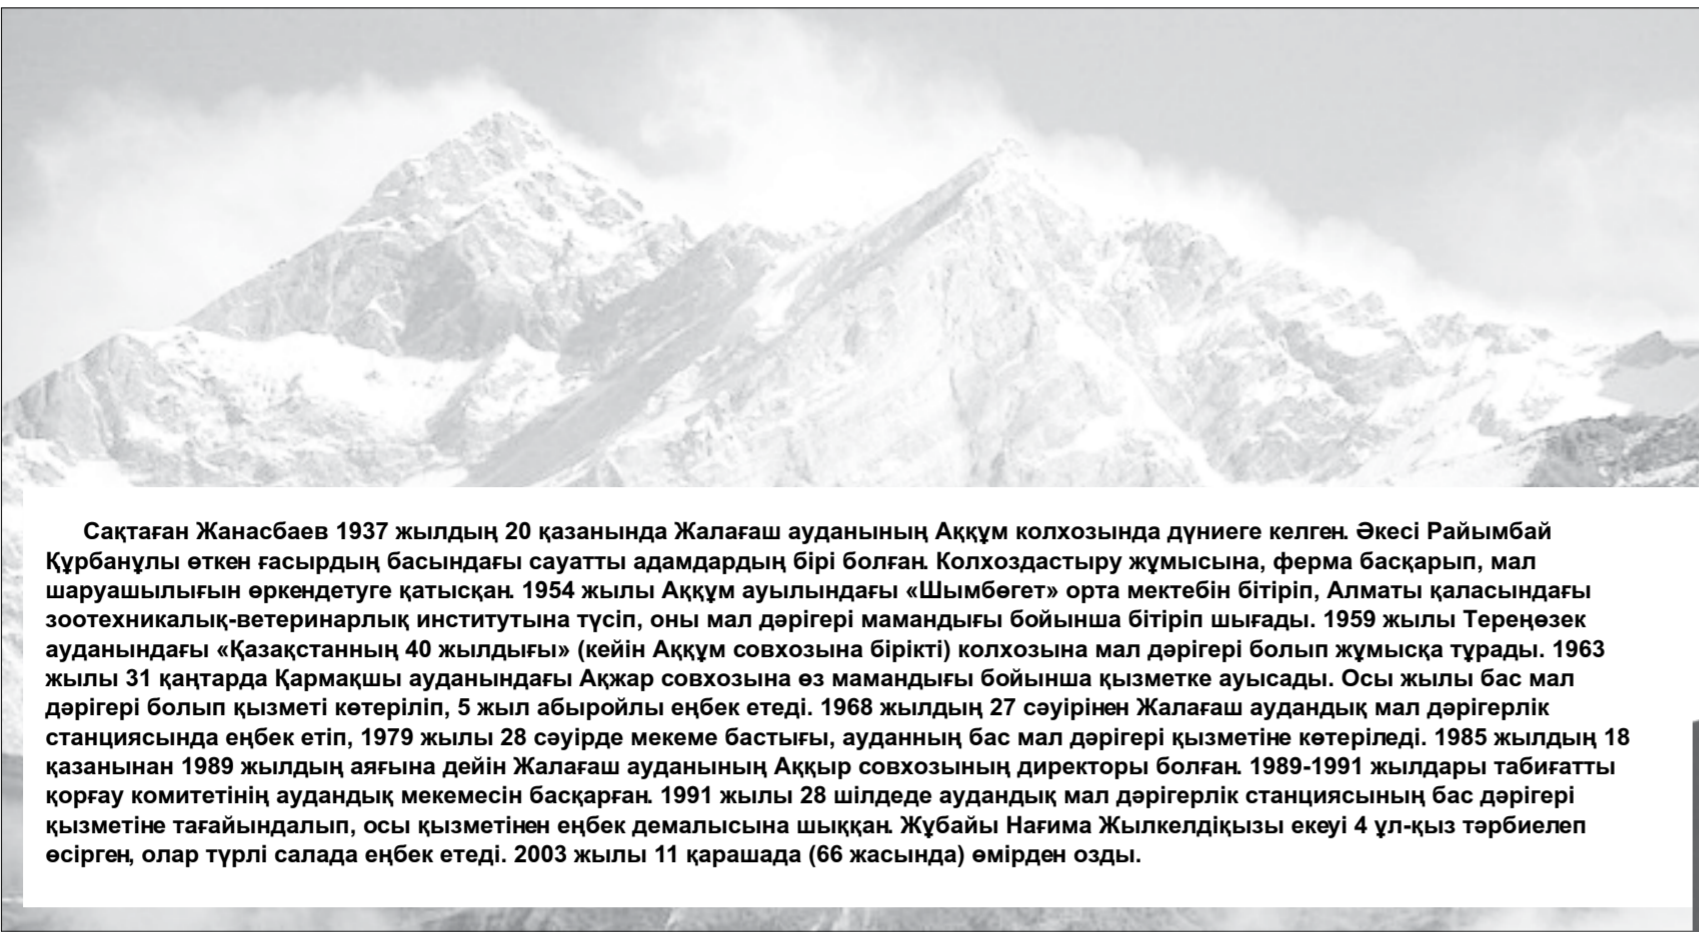 Сақтаған Жанасбаев 1937 жылдың 20 қазанында Жалағаш ауданының Аққұм колхозында дүниеге келген. Әкесі Райымбай
Құрбанұлы өткен ғасырдың басындағы сауатты адамдардың бірі болған. Колхоздастыру жұмысына, ферма басқарып, мал
шаруашылығын өркендетуге қатысқан. 1954 жылы Аққұм ауылындағы «Шымбөгет» орта мектебін бітіріп, Алматы қаласындағы
зоотехникалық-ветеринарлық институтына түсіп, оны мал дәрігері мамандығы бойынша бітіріп шығады. 1959 жылы Тереңөзек
ауданындағы «Қазақстанның 40 жылдығы» (кейін Аққұм совхозына бірікті) колхозына мал дәрігері болып жұмысқа тұрады. 1963
жылы 31 қаңтарда Қармақшы ауданындағы Ақжар совхозына өз мамандығы бойынша қызметке ауысады. Осы жылы бас мал
дәрігері болып қызметі көтеріліп, 5 жыл абыройлы еңбек етеді. 1968 жылдың 27 сәуірінен Жалағаш аудандық мал дәрігерлік
станциясында еңбек етіп, 1979 жылы 28 сәуірде мекеме бастығы, ауданның бас мал дәрігері қызметіне көтеріледі. 1985 жылдың 18
қазанынан 1989 жылдың аяғына дейін Жалағаш ауданының Аққыр совхозының директоры болған. 1989-1991 жылдары табиғатты
қорғау комитетінің аудандық мекемесін басқарған. 1991 жылы 28 шілдеде аудандық мал дәрігерлік станциясының бас дәрігері
қызметіне тағайындалып, осы қызметінен еңбек демалысына шыққан. Жұбайы Нағима Жылкелдіқызы екеуі 4 ұл-қыз тәрбиелеп
өсірген, олар түрлі салада еңбек етеді. 2003 жылы 11 қарашада (66 жасында) өмірден озды.